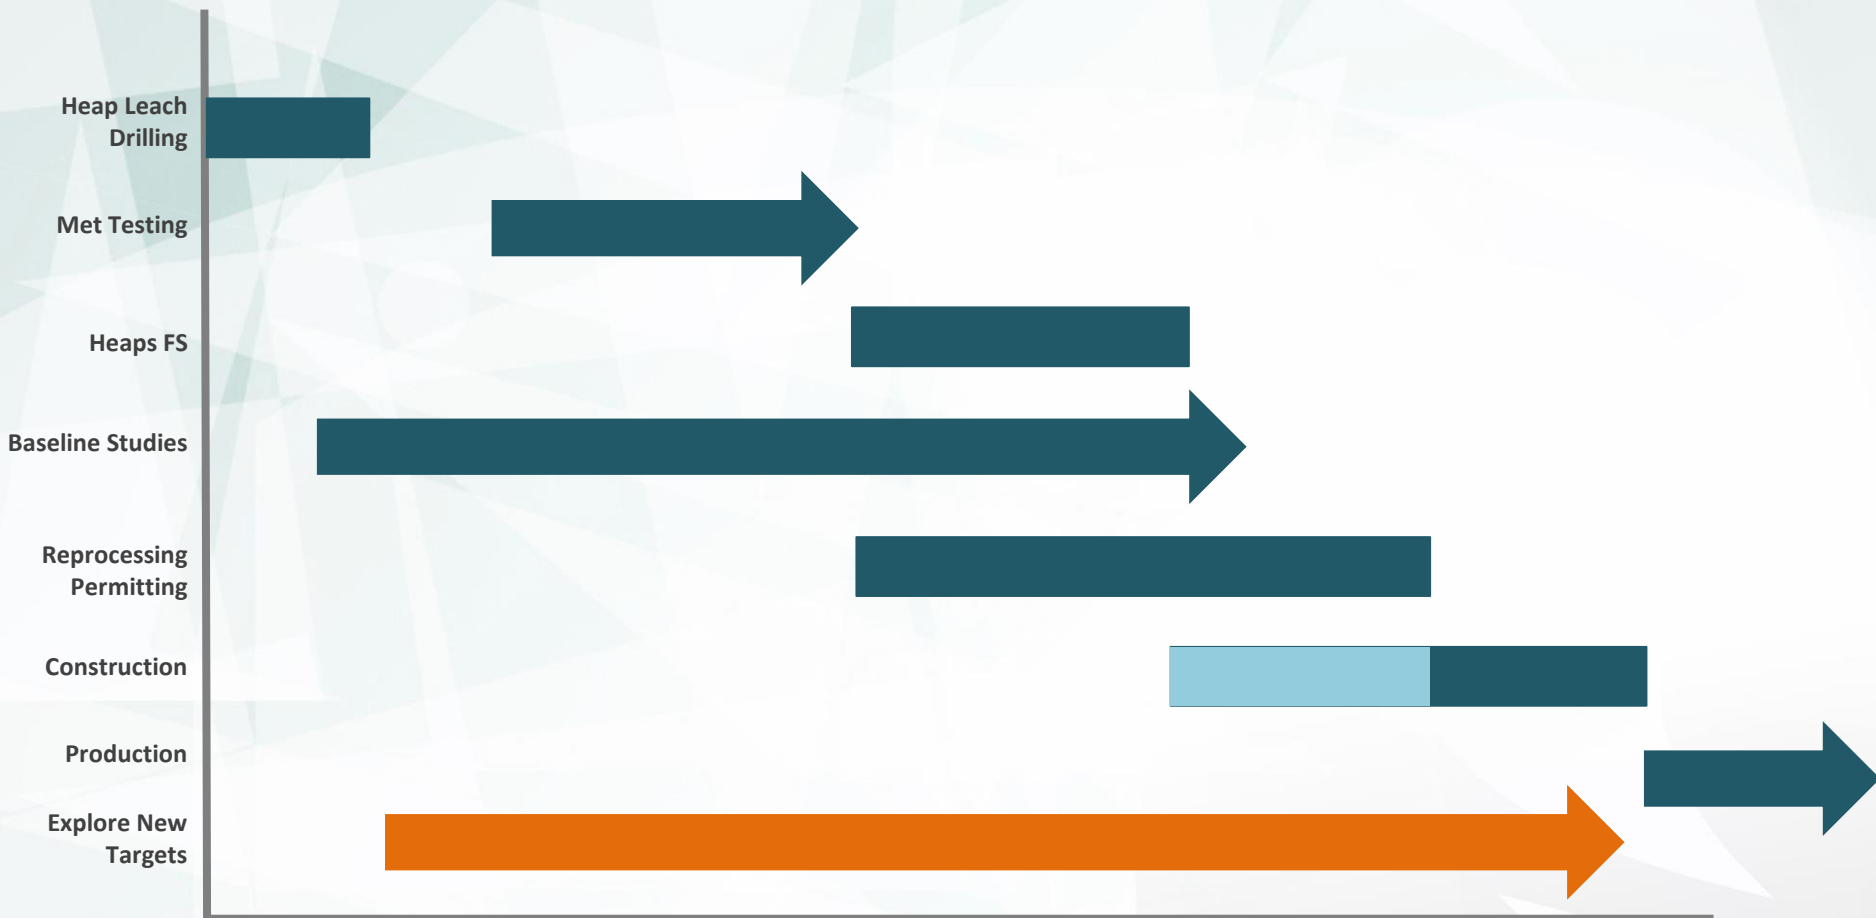 Heap Leach
Drilling
Met Testing
Heaps FS
Baseline Studies
Reprocessing
Permitting
Construction
Production
Explore New
Targets